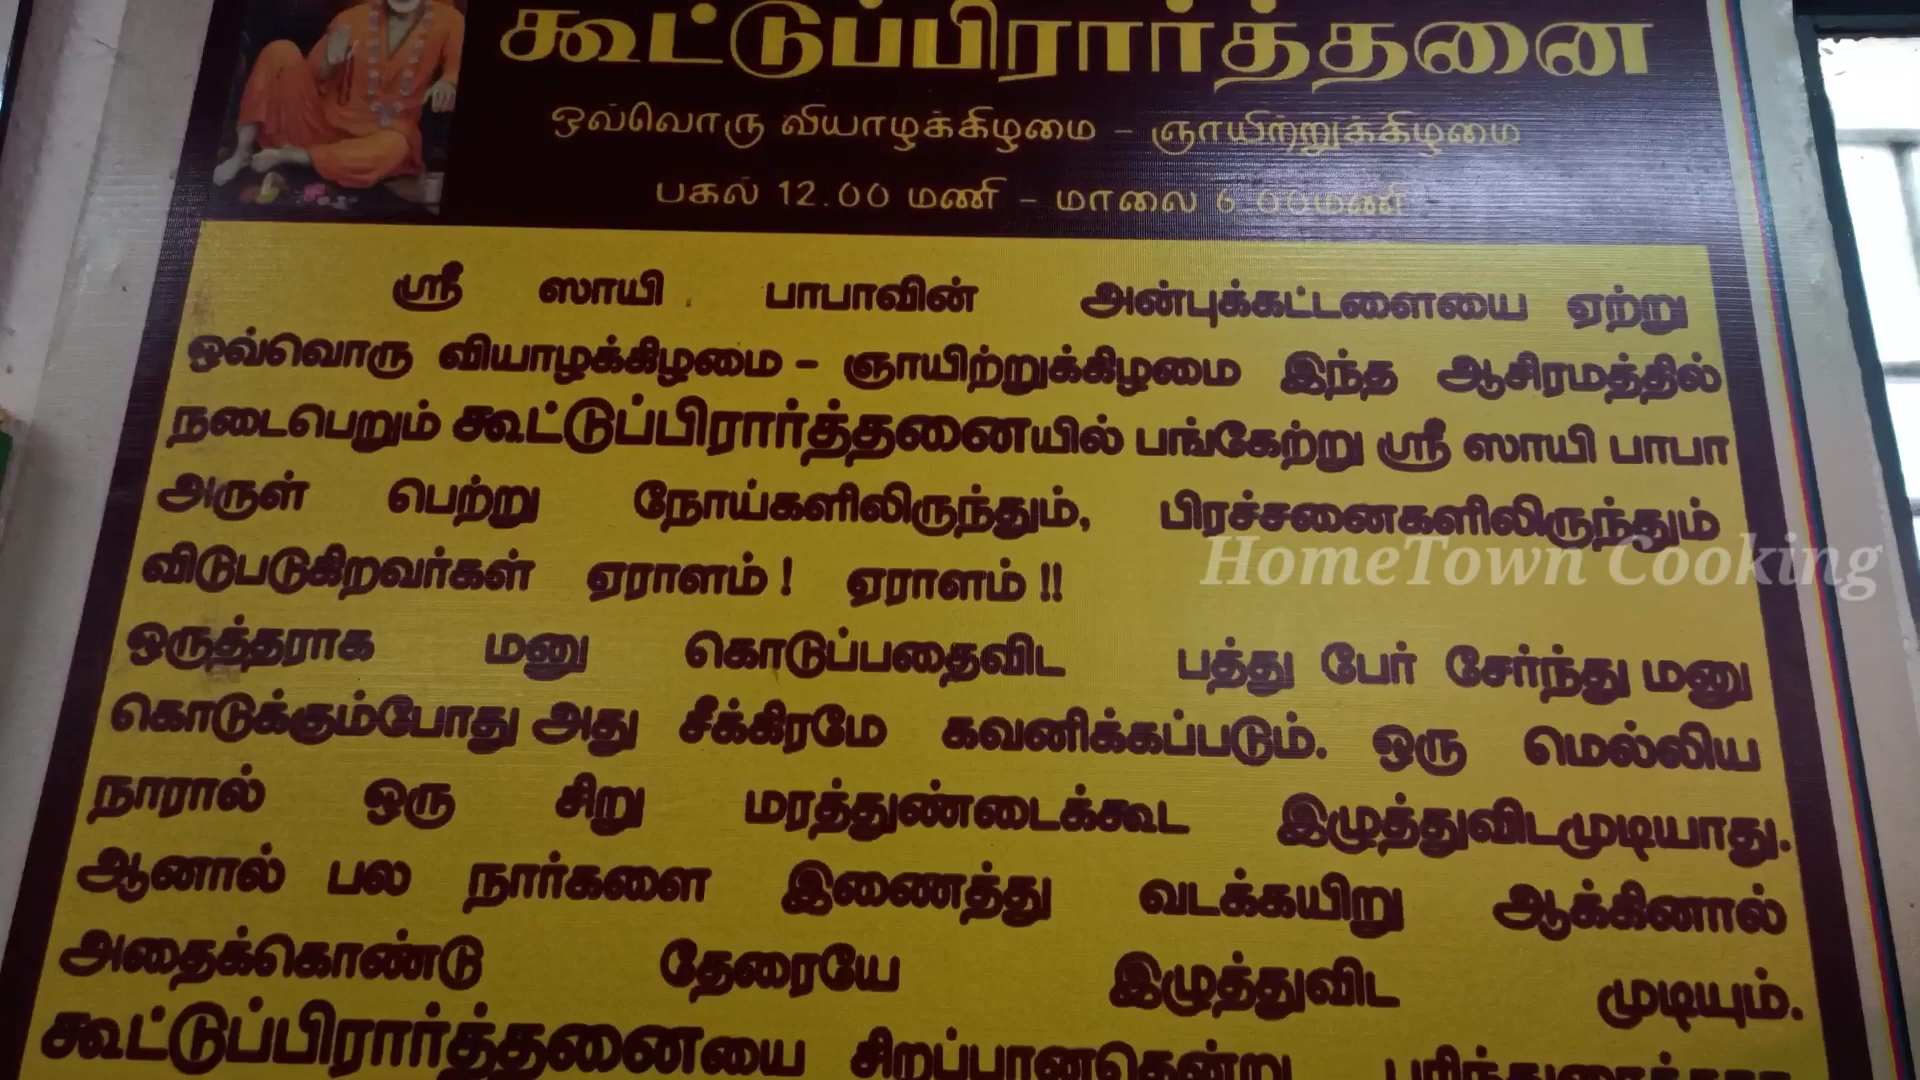 கூட்டுப்பிரார்த்தனை
ஒவ்வொரு வியாழக்கிழமை - ஞாயிற்றுக்கிழமை
பகல் 12.00 மணி - மாலை 6.00மணி
ஸ்ரீ ஸாயி பாபாவின் அன்புக்கட்டளையை ஏற்று
ஒவ்வொரு வியாழக்கிழமை - ஞாயிற்றுக்கிழமை இந்த ஆசிரமத்தில்
நடைபெறும் கூட்டுப்பிரார்த்தனையில் பங்கேற்று ஸ்ரீ ஸாயி பாபா
அருள் பெற்று நோய்களிலிருந்தும், பிரச்சனைகளிலிருந்தும்
விடுபடுகிறவர்கள் ஏராளம் ! ஏராளம் !!
HomeTown Cooking
ஒருத்தராக மனு கொடுப்பதைவிட பத்து பேர் சேர்ந்து மனு
கொடுக்கும்போது அது சீக்கிரமே கவனிக்கப்படும். ஒரு மெல்லிய
நாரால் ஒரு சிறு மரத்துண்டைக்கூட இழுத்துவிடமுடியாது.
ஆனால் பல நார்களை இணைத்து வடக்கயிறு ஆக்கினால்
அதைக்கொண்டு தேரையே இழுத்துவிட முடியும்.
கூட்டுப்பிரார்த்தனையை சிறப்பானதென்று